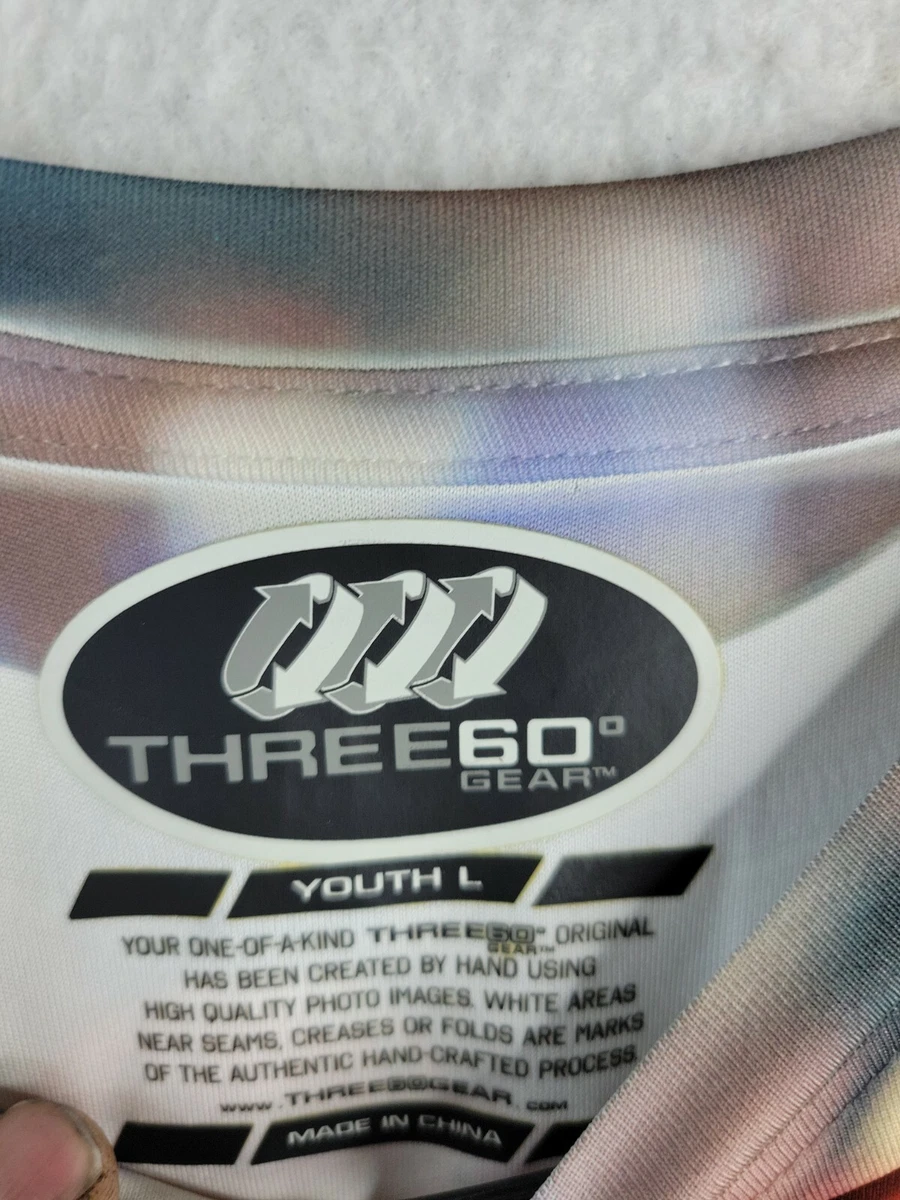 THREE60°
GEAR™
YOUTH L
YOUR ONE-OF-A-KIND THREE60° ORIGINAL
GEAR™
HAS BEEN CREATED BY HAND USING
HIGH QUALITY PHOTO IMAGES. WHITE AREAS
NEAR SEAMS, CREASES OR FOLDS ARE MARKS
OF THE AUTHENTIC HAND-CRAFTED PROCESS.
www.THREE60GEAR.com
MADE IN CHINA